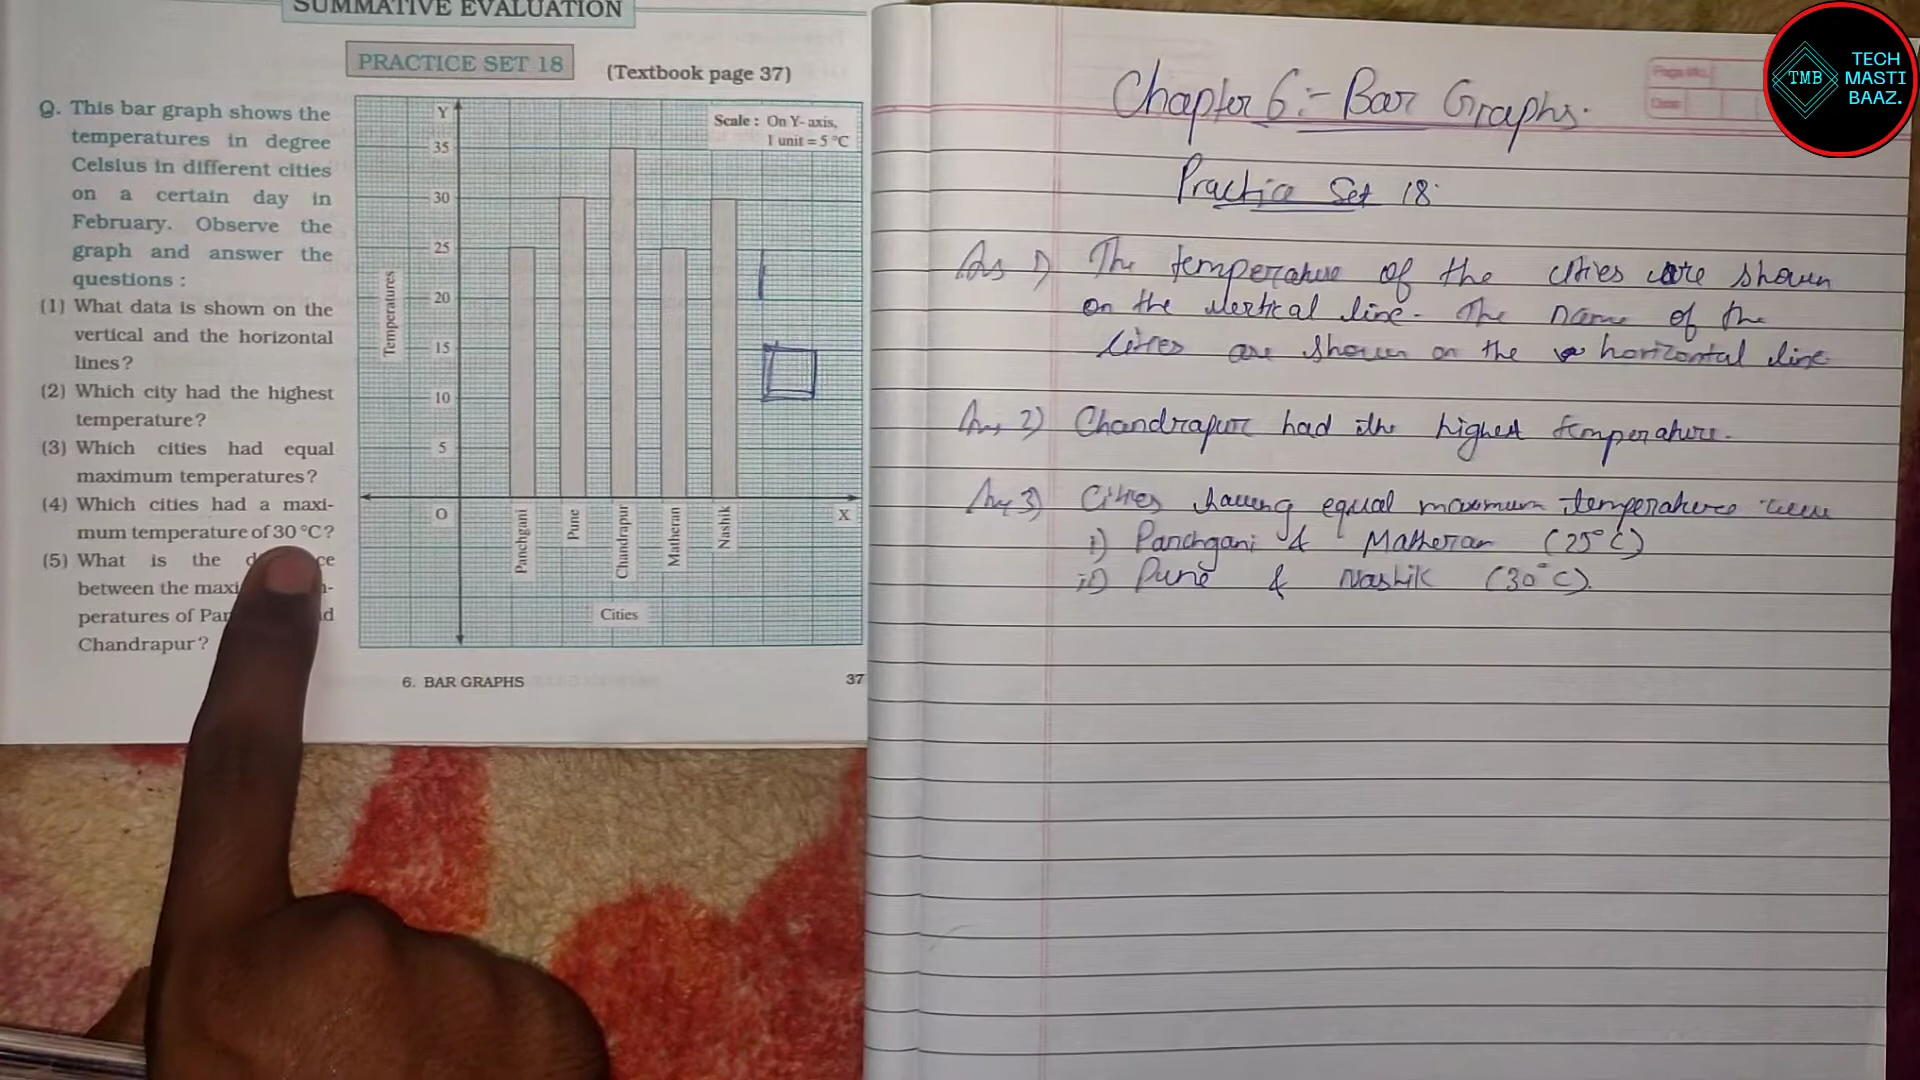 SUMMATIVE EVALUATION
PRACTICE SET 18
(Textbook page 37)
Q. This bar graph shows the
temperatures in degree
Celsius in different cities
on a certain day in
February. Observe the
graph and answer the
questions :
(1) What data is shown on the
vertical and the horizontal
lines?
(2) Which city had the highest
temperature?
(3) Which cities had equal
maximum temperatures?
(4) Which cities had a maxi-
mum temperature of 30 °C?
(5) What is the
between the maxi
peratures of
Chandrapur?
Y
Scale : On Y- axis,
1 unit = 5 °C
35
30
25
20
15
10
5
O
X
Temperatures
Panchgani
Pune
Chandrapur
Matheran
Nashik
Cities
6. BAR GRAPHS
37
Chapter 6 :- Bar Graphs.
Practice Set 18.
Ans 1) The temperature of the cities are shown
on the vertical line. The name of the
cities are shown on the horizontal line
Ans 2) Chandrapur had the highest temperature.
Ans 3) Cities having equal maximum temperatures were
i) Panchgani & Matheran (25°C)
ii) Pune & Nashik (30°C).
TMB
TECH
MASTI
BAAZ.